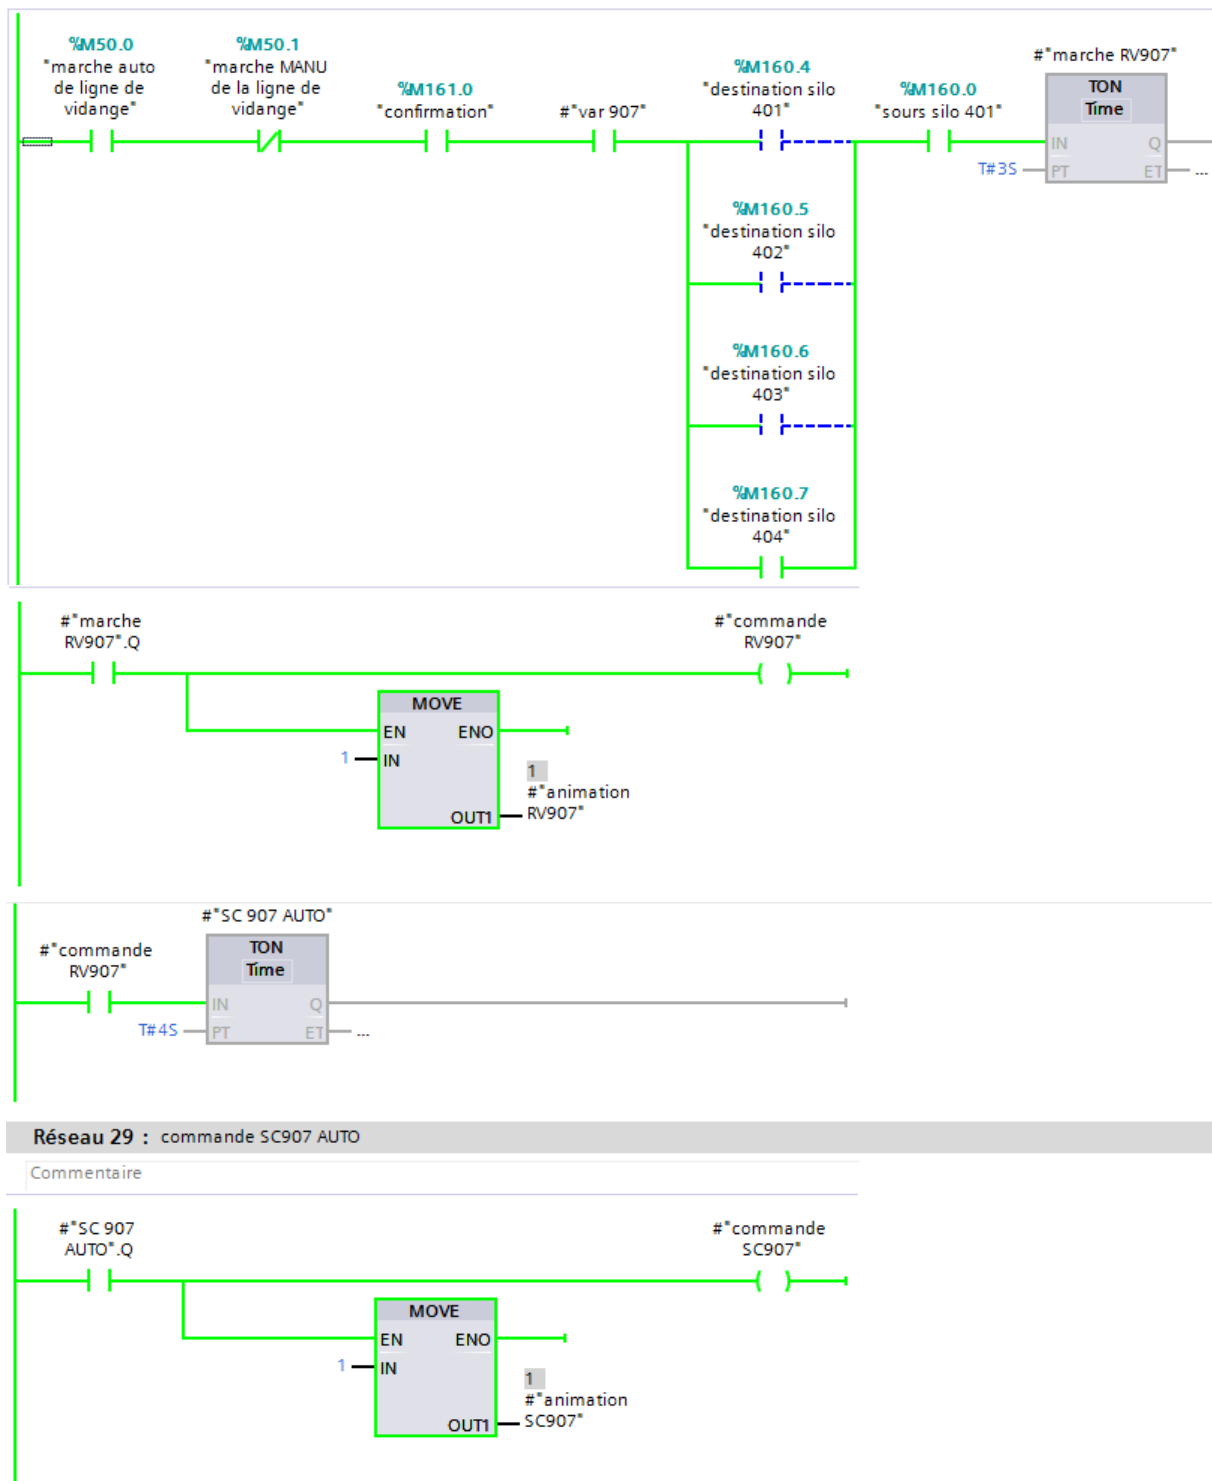 %M50.0
"marche auto
de ligne de
vidange"
%M50.1
"marche MANU
de la ligne de
vidange"
%M161.0
"confirmation"
#"var 907"
%M160.4
"destination silo
401"
%M160.0
"sours silo 401"
#"marche RV907"
TON
Time
IN Q
T#3S PT ET ...
%M160.5
"destination silo
402"
%M160.6
"destination silo
403"
%M160.7
"destination silo
404"
#"marche
RV907".Q
#"commande
RV907"
MOVE
EN ENO
1 IN
1
#"animation
RV907"
OUT1
#"SC 907 AUTO"
#"commande
RV907"
TON
Time
IN Q
T#4S PT ET ...
Réseau 29 : commande SC907 AUTO
Commentaire
#"SC 907
AUTO".Q
#"commande
SC907"
MOVE
EN ENO
1 IN
1
#"animation
SC907"
OUT1